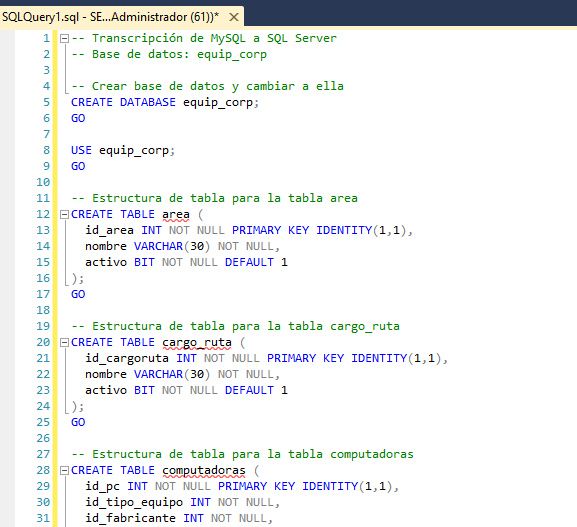 SQLQuery1.sql - SE...Administrador (61))* ✕
1 -- Transcripción de MySQL a SQL Server
2 -- Base de datos: equip_corp
3
4 -- Crear base de datos y cambiar a ella
5 CREATE DATABASE equip_corp;
6 GO
7
8 USE equip_corp;
9 GO
10
11 -- Estructura de tabla para la tabla area
12 CREATE TABLE area (
13 id_area INT NOT NULL PRIMARY KEY IDENTITY(1,1),
14 nombre VARCHAR(30) NOT NULL,
15 activo BIT NOT NULL DEFAULT 1
16 );
17 GO
18
19 -- Estructura de tabla para la tabla cargo_ruta
20 CREATE TABLE cargo_ruta (
21 id_cargoruta INT NOT NULL PRIMARY KEY IDENTITY(1,1),
22 nombre VARCHAR(30) NOT NULL,
23 activo BIT NOT NULL DEFAULT 1
24 );
25 GO
26
27 -- Estructura de tabla para la tabla computadoras
28 CREATE TABLE computadoras (
29 id_pc INT NOT NULL PRIMARY KEY IDENTITY(1,1),
30 id_tipo_equipo INT NOT NULL,
31 id_fabricante INT NOT NULL,